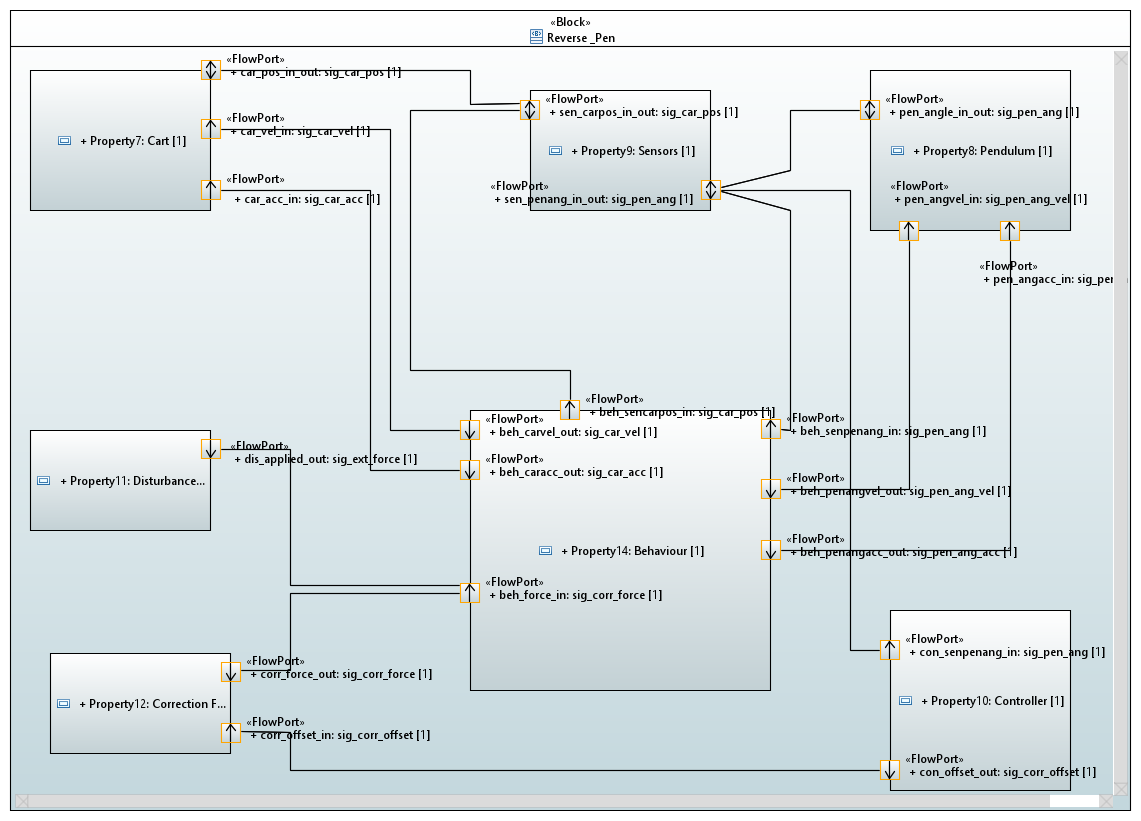 «Block»
Reverse _Pen
«FlowPort»
+ car_pos_in_out: sig_car_pos [1]
«FlowPort»
+ car_vel_in: sig_car_vel [1]
+ Property7: Cart [1]
«FlowPort»
+ car_acc_in: sig_car_acc [1]
«FlowPort»
+ sen_carpos_in_out: sig_car_pos [1]
+ Property9: Sensors [1]
«FlowPort»
+ sen_penang_in_out: sig_pen_ang [1]
«FlowPort»
+ pen_angle_in_out: sig_pen_ang [1]
+ Property8: Pendulum [1]
«FlowPort»
+ pen_angvel_in: sig_pen_ang_vel [1]
«FlowPort»
+ pen_angacc_in: sig_pen
«FlowPort»
+ beh_sencarpos_in: sig_car_pos [1]
«FlowPort»
+ beh_carvel_out: sig_car_vel [1]
«FlowPort»
+ beh_senpenang_in: sig_pen_ang [1]
«FlowPort»
+ dis_applied_out: sig_ext_force [1]
+ Property11: Disturbance...
«FlowPort»
+ beh_caracc_out: sig_car_acc [1]
«FlowPort»
+ beh_penangvel_out: sig_pen_ang_vel [1]
+ Property14: Behaviour [1]
«FlowPort»
+ beh_penangacc_out: sig_pen_ang_acc [1]
«FlowPort»
+ beh_force_in: sig_corr_force [1]
«FlowPort»
+ corr_force_out: sig_corr_force [1]
+ Property12: Correction F...
«FlowPort»
+ corr_offset_in: sig_corr_offset [1]
«FlowPort»
+ con_senpenang_in: sig_pen_ang [1]
+ Property10: Controller [1]
«FlowPort»
+ con_offset_out: sig_corr_offset [1]